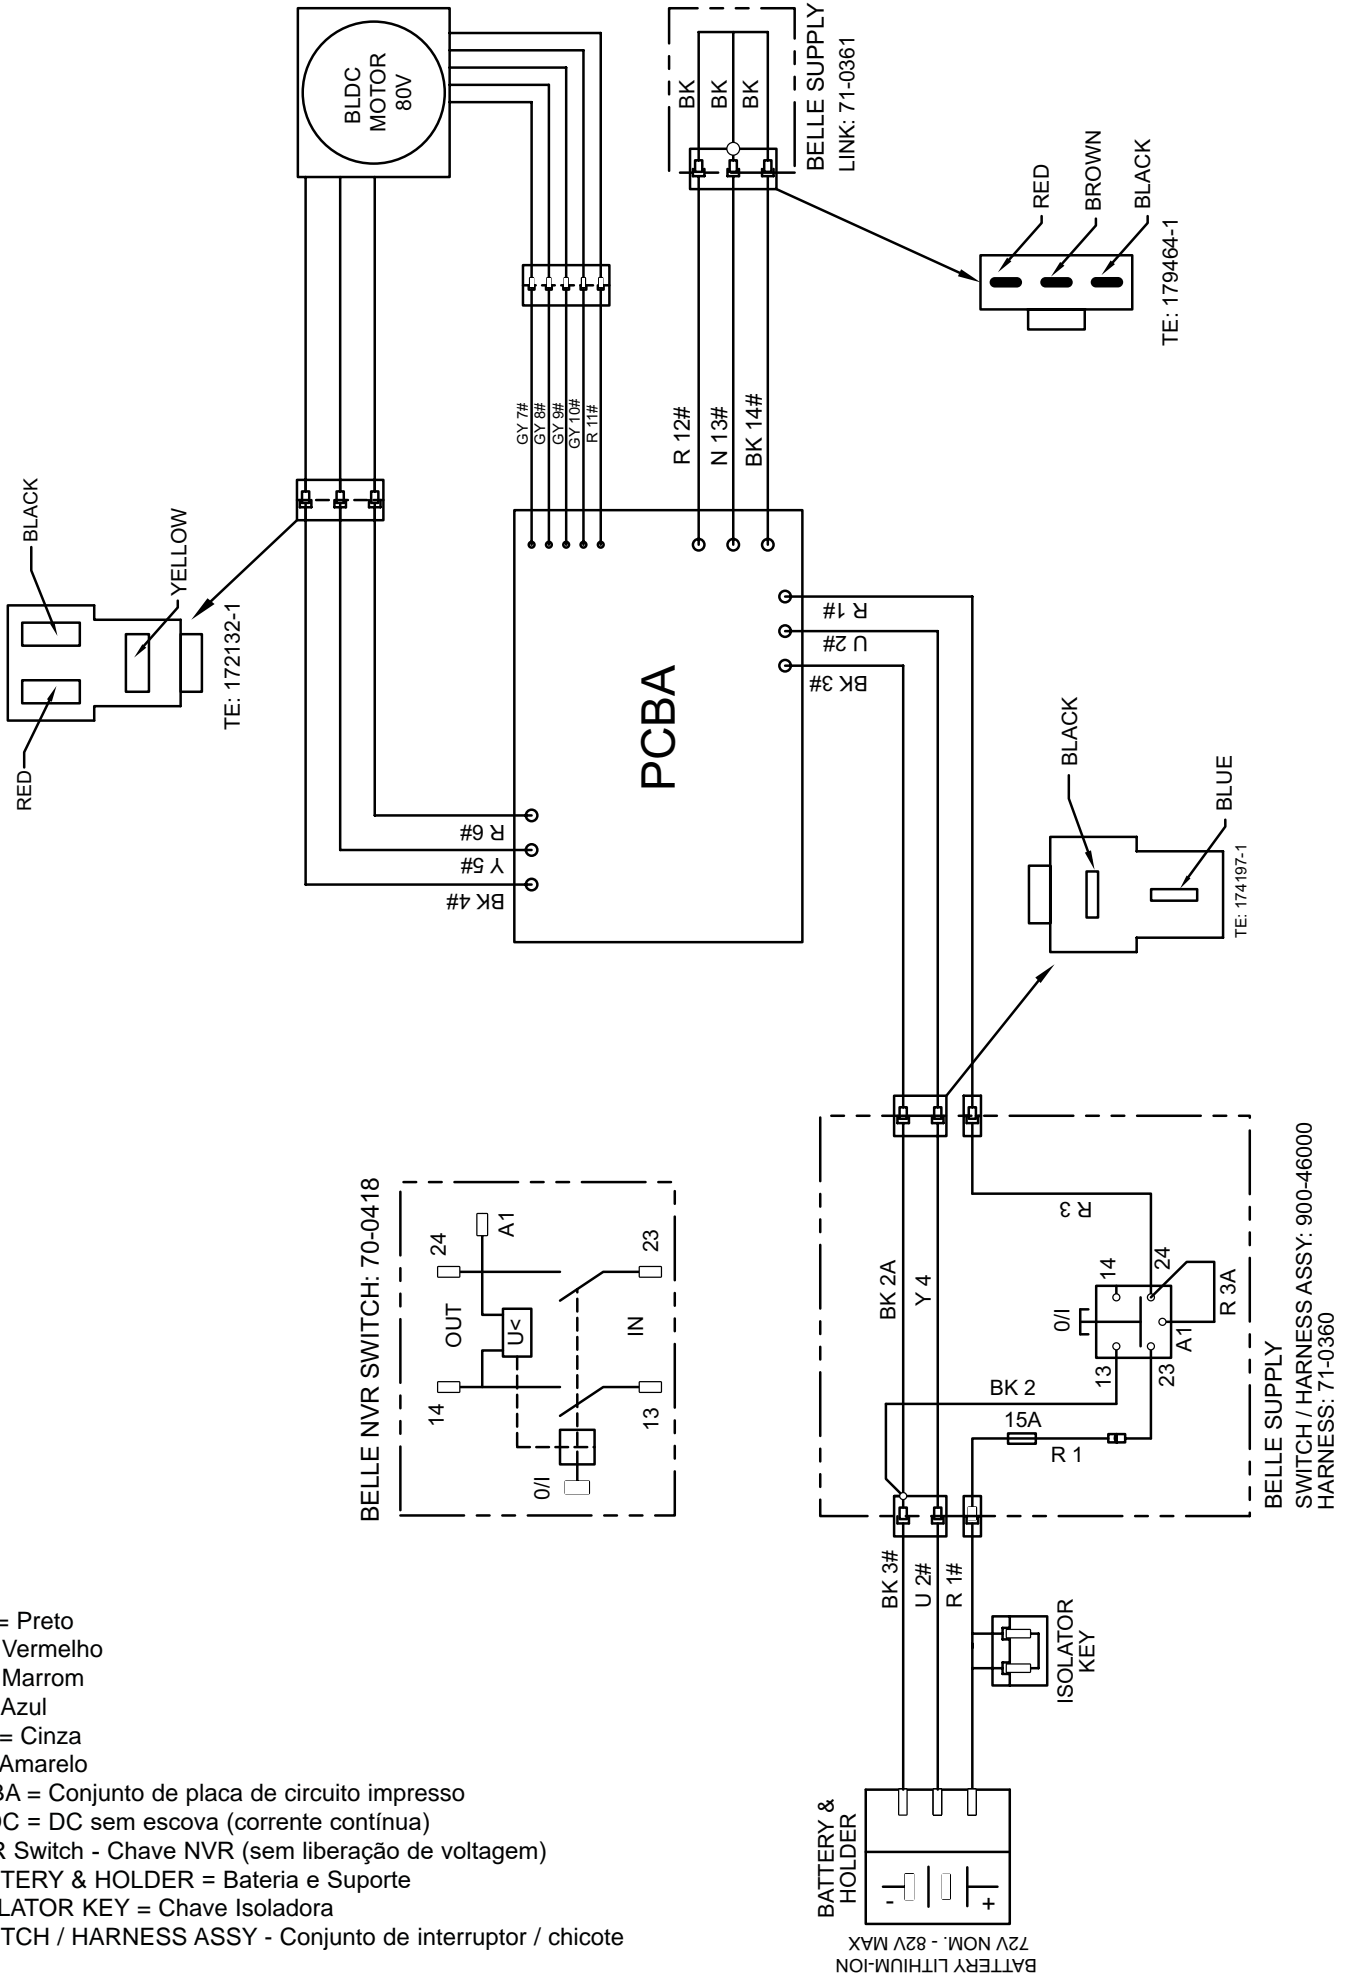 BLDC
MOTOR
80V
BK
BK
BK
BELLE SUPPLY
LINK: 71-0361
RED
BROWN
BLACK
TE: 179464-1
BLACK
YELLOW
RED
TE: 172132-1
GY 7#
GY 8#
GY 9#
GY 10#
R 11#
R 12#
N 13#
BK 14#
PCBA
R 6#
Y 5#
BK 4#
R 1#
U 2#
BK 3#
BLACK
BLUE
TE: 174197-1
BELLE NVR SWITCH: 70-0418
14
OUT
24
A1
U<
0/I
13
IN
23
BK 2A
Y 4
R 3
BK 2
15A
R 1
0/I
13
14
23
24
A1
R 3A
BELLE SUPPLY
SWITCH / HARNESS ASSY: 900-46000
HARNESS: 71-0360
BK 3#
U 2#
R 1#
ISOLATOR
KEY
BATTERY &
HOLDER
-
+
BATTERY LITHIUM-ION
72V NOM. - 82V MAX
= Preto
Vermelho
Marrom
Azul
= Cinza
Amarelo
BA = Conjunto de placa de circuito impresso
DC = DC sem escova (corrente contínua)
R Switch - Chave NVR (sem liberação de voltagem)
TTERY & HOLDER = Bateria e Suporte
LATOR KEY = Chave Isoladora
TCH / HARNESS ASSY - Conjunto de interruptor / chicote